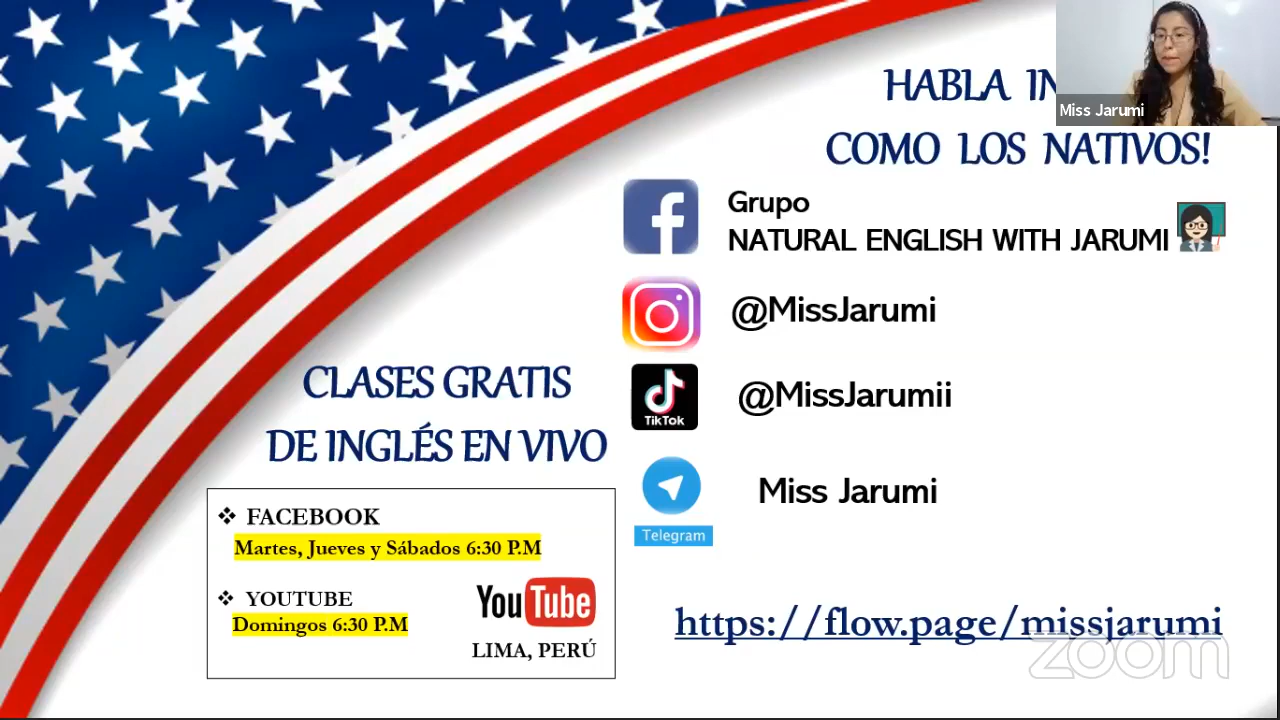 HABLA
Miss Jarumi
COMO LOS NATIVOS!
Grupo
NATURAL ENGLISH WITH JARUMI
@MissJarumi
TikTok
@MissJarumii
Miss Jarumi
Telegram
CLASES GRATIS
DE INGLÉS EN VIVO
❖ FACEBOOK
Martes, Jueves y Sábados 6:30 P.M
❖ YOUTUBE
Domingos 6:30 P.M
YouTube
LIMA, PERÚ
https://flow.page/missjarumi
zoom